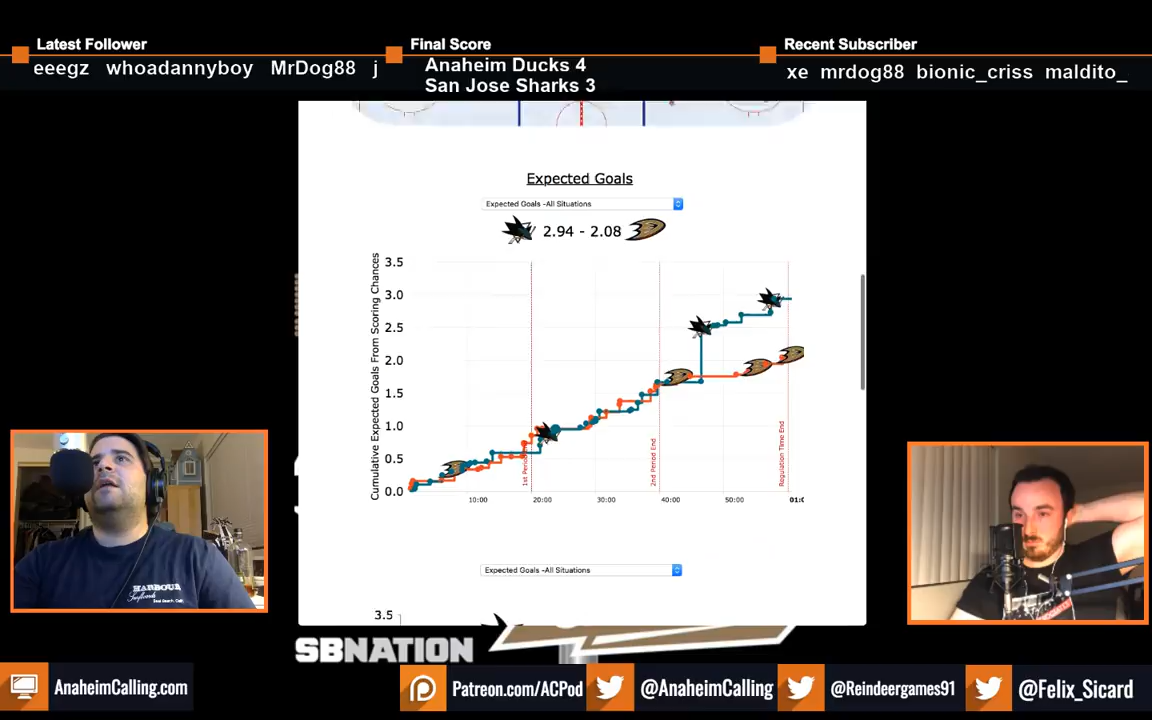 Latest Follower
eeegz whoadannyboy MrDog88 j
Final Score
Anaheim Ducks 4
San Jose Sharks 3
Recent Subscriber
xe mrdog88 bionic_criss maldito_
Expected Goals
Expected Goals -All Situations
2.94 - 2.08
Cumulative Expected Goals From Scoring Chances
3.5
3.0
2.5
2.0
1.5
1.0
0.5
0.0
1st Period End
2nd Period End
Regulation Time End
10:00 20:00 30:00 40:00 50:00 01:0
Expected Goals -All Situations
3.5
HARBOUR
SBNATION
AnaheimCalling.com
Patreon.com/ACPod
@AnaheimCalling
@Reindeergames91
@Felix_Sicard